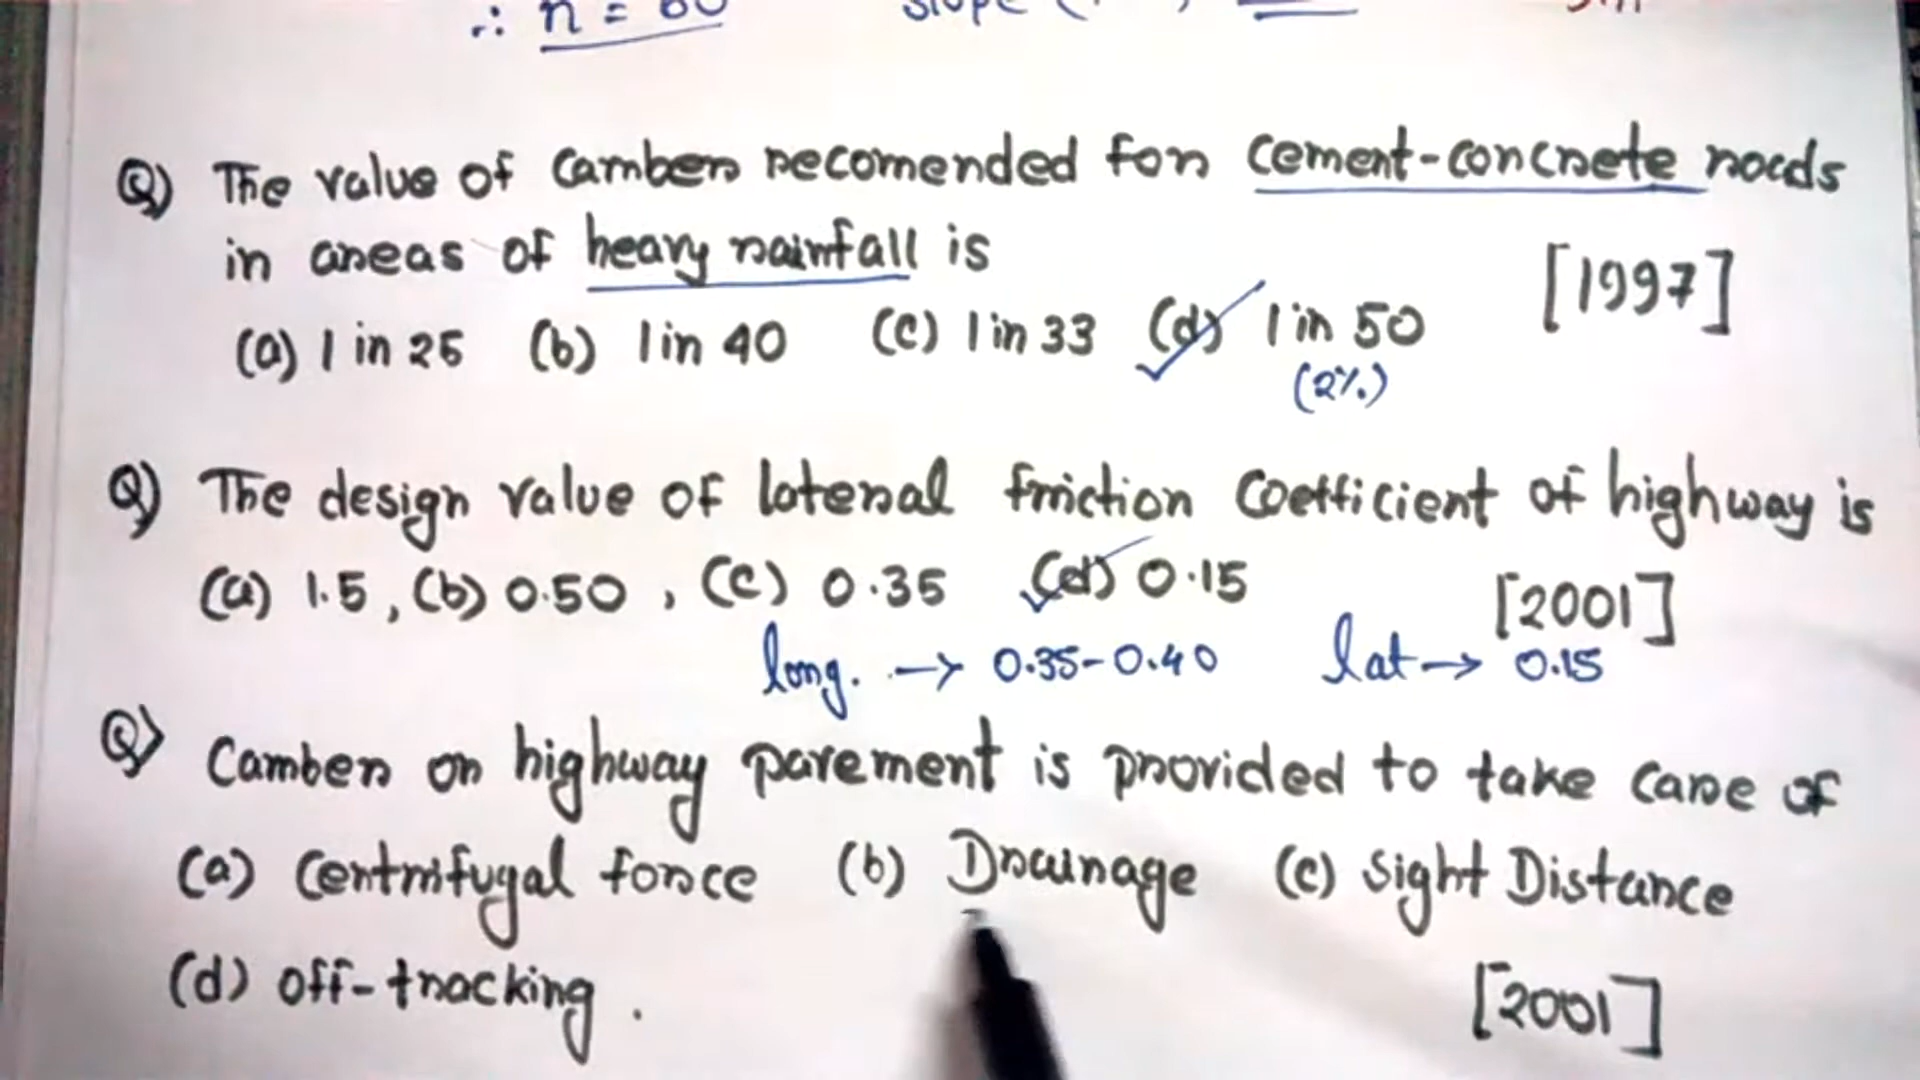 ∴ n = 60 slope
Q) The value of camber recomended for cement-concrete roads
in areas of heavy rainfall is [1997]
(a) 1 in 25 (b) 1 in 40 (c) 1 in 33 (d) 1 in 50
(2%.)
Q) The design value of lateral friction coefficient of highway is
(a) 1.5, (b) 0.50, (c) 0.35 (d) 0.15 [2001]
long. → 0.35-0.40 lat → 0.15
Q) Camber on highway pavement is provided to take care of
(a) Centrifugal force (b) Drainage (c) Sight Distance
(d) off-tracking. [2001]